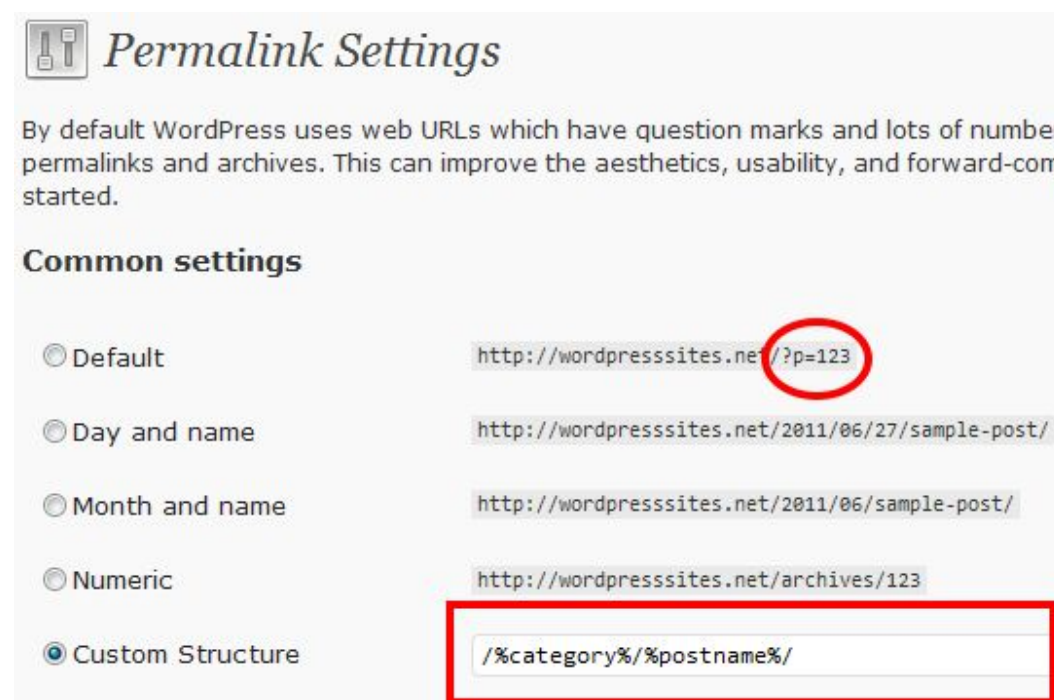 Permalink Settings
By default WordPress uses web URLs which have question marks and lots of
permalinks and archives. This can improve the aesthetics, usability, and
started.
Common settings
Default http://wordpresssites.net/?p=123
Day and name http://wordpresssites.net/2011/06/27/sample-post/
Month and name http://wordpresssites.net/2011/06/sample-post/
Numeric http://wordpresssites.net/archives/123
Custom Structure /%category%/%postname%/